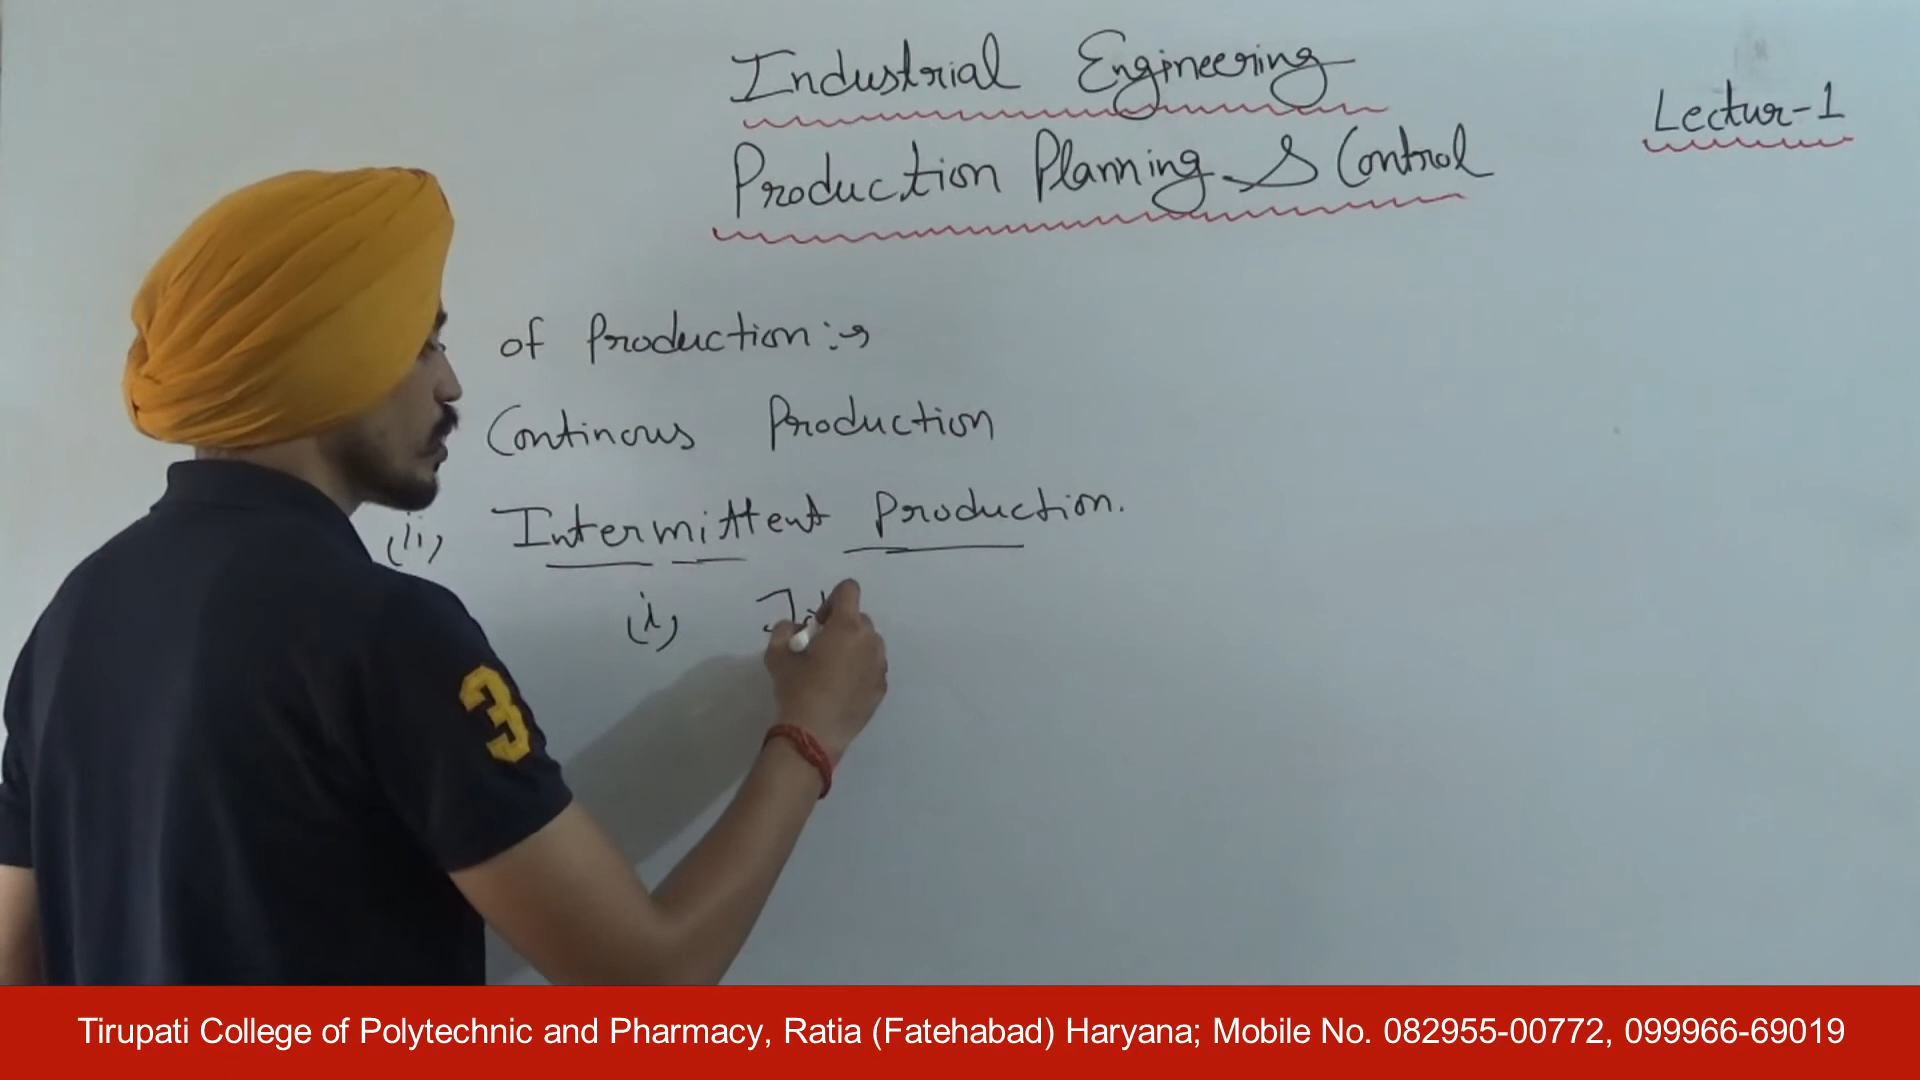 Industrial Engineering
Lectur-1
Production Planning & Control
of Production:→
Continous Production
(ii) Intermittent Production.
(i)
3
Tirupati College of Polytechnic and Pharmacy, Ratia (Fatehabad) Haryana; Mobile No. 082955-00772, 099966-69019